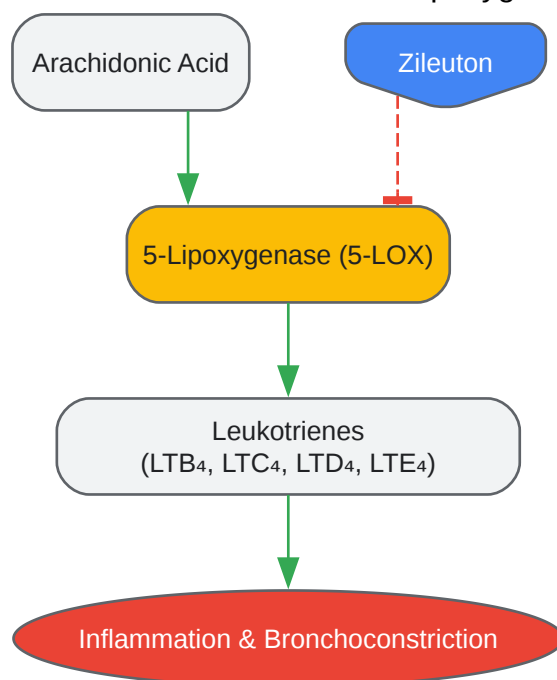 Arachidonic Acid
Zileuton
5-Lipoxygenase (5-LOX)
Leukotrienes
(LTB₄, LTC₄, LTD₄, LTE₄)
Inflammation & Bronchoconstriction